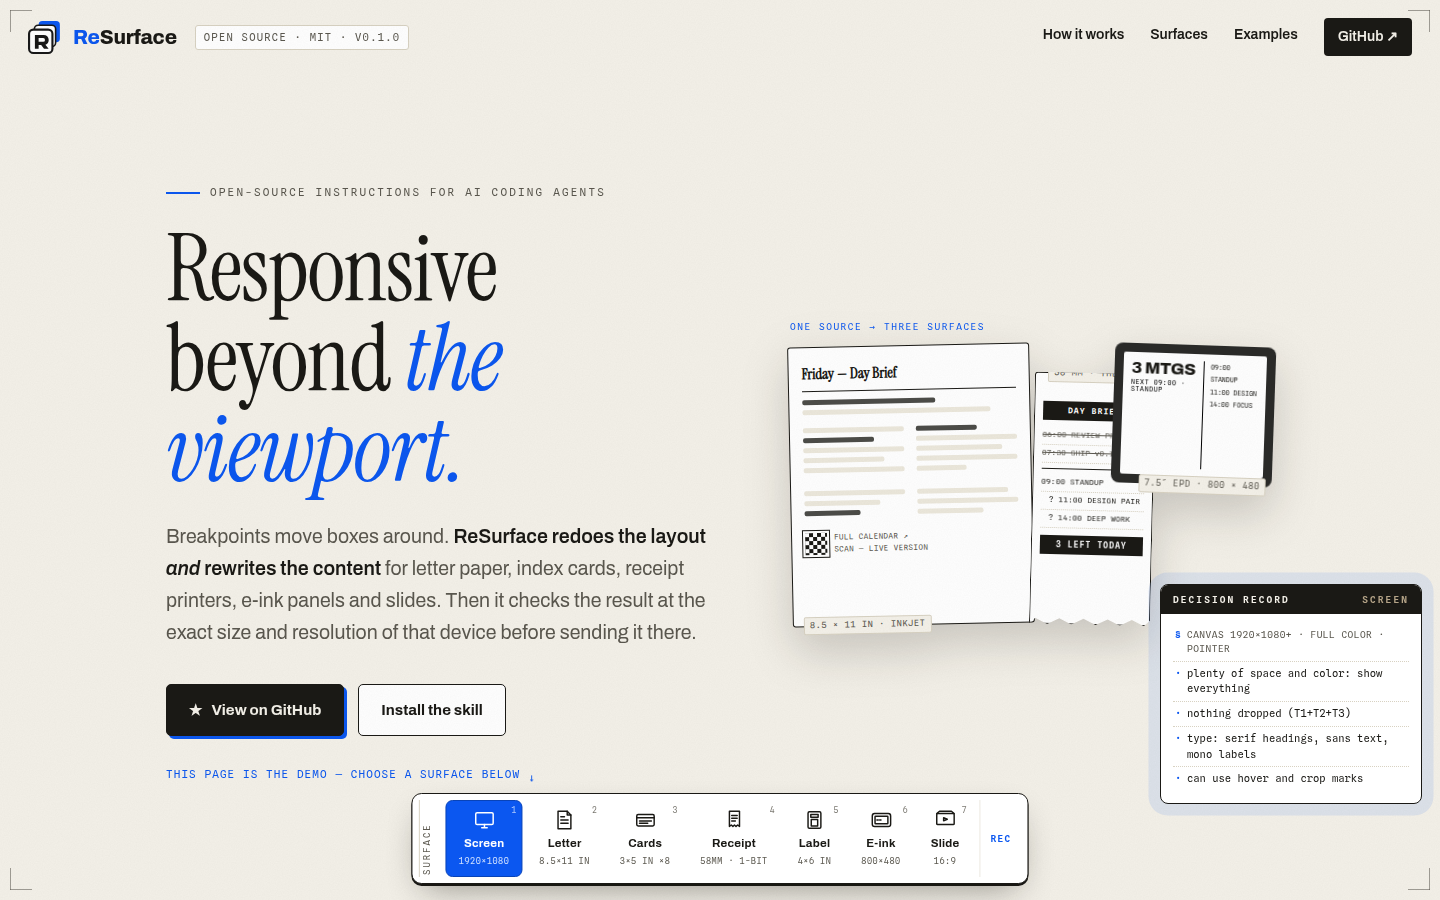 R ReSurface OPEN SOURCE · MIT · V0.1.0
How it works Surfaces Examples GitHub ↗
OPEN-SOURCE INSTRUCTIONS FOR AI CODING AGENTS
Responsive
beyond the
viewport.
Breakpoints move boxes around. ReSurface redoes the layout
and rewrites the content for letter paper, index cards, receipt
printers, e-ink panels and slides. Then it checks the result at the
exact size and resolution of that device before sending it there.
★ View on GitHub
Install the skill
THIS PAGE IS THE DEMO — CHOOSE A SURFACE BELOW ↓
ONE SOURCE → THREE SURFACES
Friday — Day Brief
FULL CALENDAR ↗
SCAN — LIVE VERSION
8.5 × 11 IN · INKJET
DAY BRIE
06:00 REVIEW
07:30 SHIP
09:00 STANDUP
? 11:00 DESIGN PAIR
? 14:00 DEEP WORK
3 LEFT TODAY
3 MTGS
NEXT 09:00 ·
STANDUP
09:00
STANDUP
11:00 DESIGN
14:00 FOCUS
7.5″ EPD · 800 × 480
DECISION RECORD SCREEN
§ CANVAS 1920×1080+ · FULL COLOR ·
POINTER
· plenty of space and color: show
everything
· nothing dropped (T1+T2+T3)
· type: serif headings, sans text,
mono labels
· can use hover and crop marks
SURFACE
1
Screen
1920×1080
2
Letter
8.5×11 IN
3
Cards
3×5 IN ×8
4
Receipt
58MM · 1-BIT
5
Label
4×6 IN
6
E-ink
800×480
7
Slide
16:9
REC